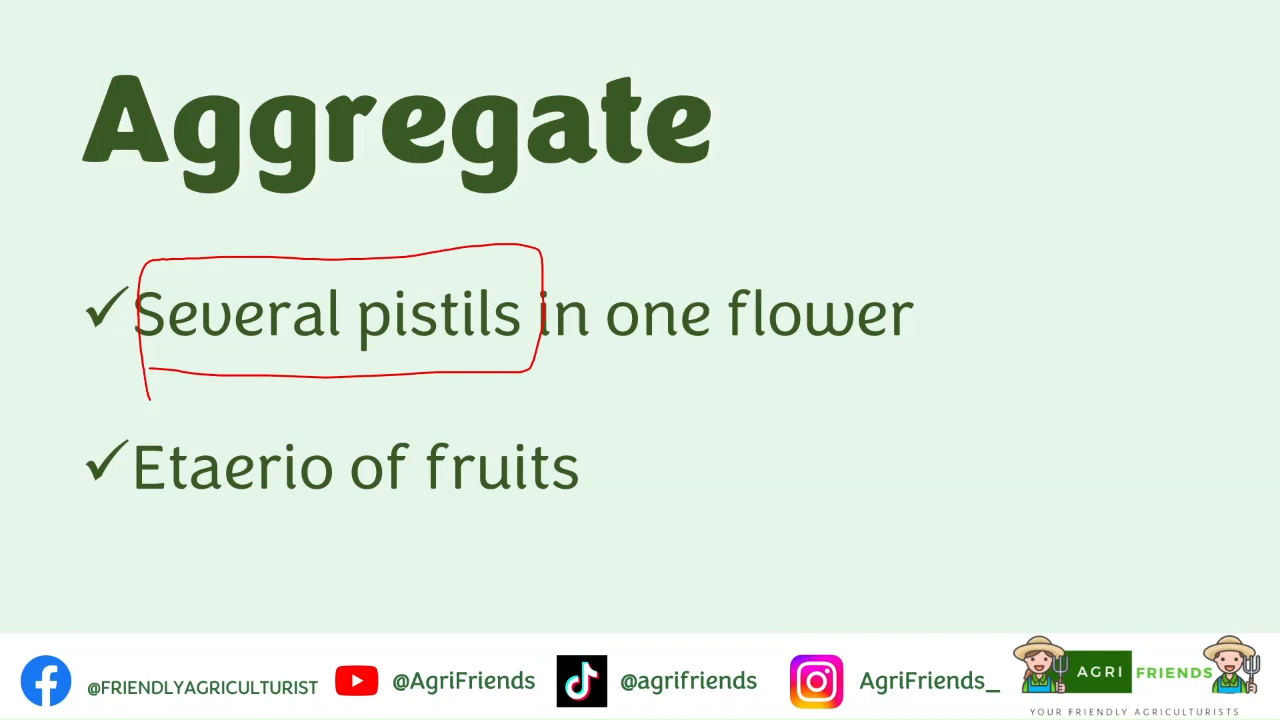 Aggregate
✓Several pistils in one flower
✓Etaerio of fruits
@FRIENDLYAGRICULTURIST @AgriFriends @agrifriends AgriFriends_ AGRI FRIENDS
YOUR FRIENDLY AGRICULTURISTS